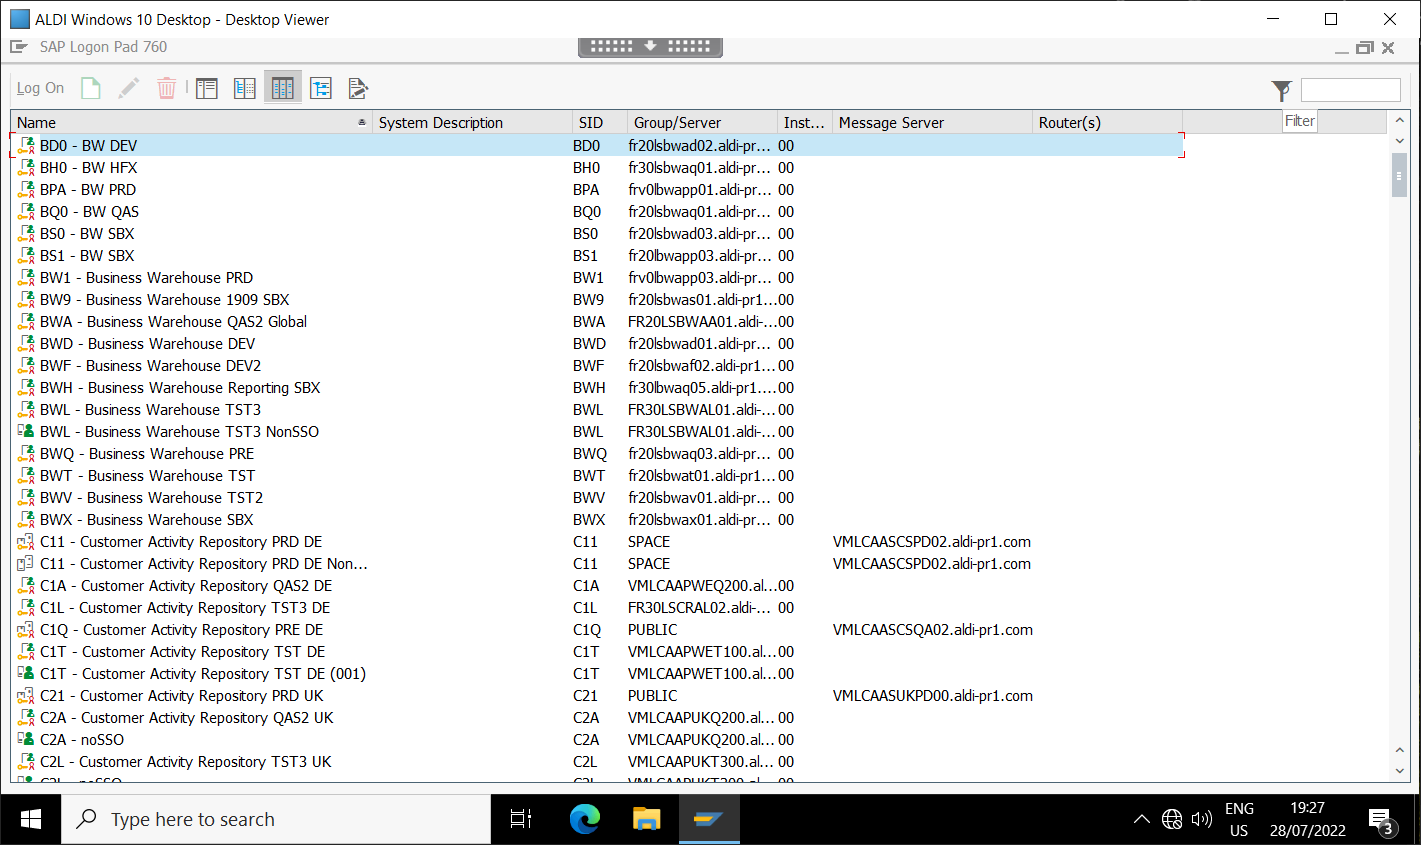 ALDI Windows 10 Desktop - Desktop Viewer
SAP Logon Pad 760
Log On
Name System Description SID Group/Server Inst... Message Server Router(s) Filter
BD0 - BW DEV BD0 fr20lsbwad02.aldi-pr... 00
BH0 - BW HFX BH0 fr30lsbwaq01.aldi-pr... 00
BPA - BW PRD BPA frv0lbwapp01.aldi-pr... 00
BQ0 - BW QAS BQ0 fr20lsbwaq01.aldi-pr... 00
BS0 - BW SBX BS0 fr20lsbwad03.aldi-pr... 00
BS1 - BW SBX BS1 fr20lbwapp03.aldi-pr... 00
BW1 - Business Warehouse PRD BW1 frv0lbwapp03.aldi-pr... 00
BW9 - Business Warehouse 1909 SBX BW9 fr20lsbwas01.aldi-pr1... 00
BWA - Business Warehouse QAS2 Global BWA FR20LSBWAA01.aldi-... 00
BWD - Business Warehouse DEV BWD fr20lsbwad01.aldi-pr... 00
BWF - Business Warehouse DEV2 BWF fr20lsbwaf02.aldi-pr1... 00
BWH - Business Warehouse Reporting SBX BWH fr30lbwaq05.aldi-pr1... 00
BWL - Business Warehouse TST3 BWL FR30LSBWAL01.aldi-... 00
BWL - Business Warehouse TST3 NonSSO BWL FR30LSBWAL01.aldi-... 00
BWQ - Business Warehouse PRE BWQ fr20lsbwaq03.aldi-pr... 00
BWT - Business Warehouse TST BWT fr20lsbwat01.aldi-pr1... 00
BWV - Business Warehouse TST2 BWV fr20lsbwav01.aldi-pr... 00
BWX - Business Warehouse SBX BWX fr20lsbwax01.aldi-pr... 00
C11 - Customer Activity Repository PRD DE C11 SPACE VMLCAASCSPD02.aldi-pr1.com
C11 - Customer Activity Repository PRD DE Non... C11 SPACE VMLCAASCSPD02.aldi-pr1.com
C1A - Customer Activity Repository QAS2 DE C1A VMLCAAPWEQ200.al... 00
C1L - Customer Activity Repository TST3 DE C1L FR30LSCRAL02.aldi-... 00
C1Q - Customer Activity Repository PRE DE C1Q PUBLIC VMLCAASCSQA02.aldi-pr1.com
C1T - Customer Activity Repository TST DE C1T VMLCAAPWET100.al... 00
C1T - Customer Activity Repository TST DE (001) C1T VMLCAAPWET100.al... 00
C21 - Customer Activity Repository PRD UK C21 PUBLIC VMLCAASUKPD00.aldi-pr1.com
C2A - Customer Activity Repository QAS2 UK C2A VMLCAAPUKQ200.al... 00
C2A - noSSO C2A VMLCAAPUKQ200.al... 00
C2L - Customer Activity Repository TST3 UK C2L VMLCAAPUKT300.al... 00
C2L - noSSO C2L VMLCAAPUKT300.al... 00
Type here to search
ENG 19:27
US 28/07/2022 3